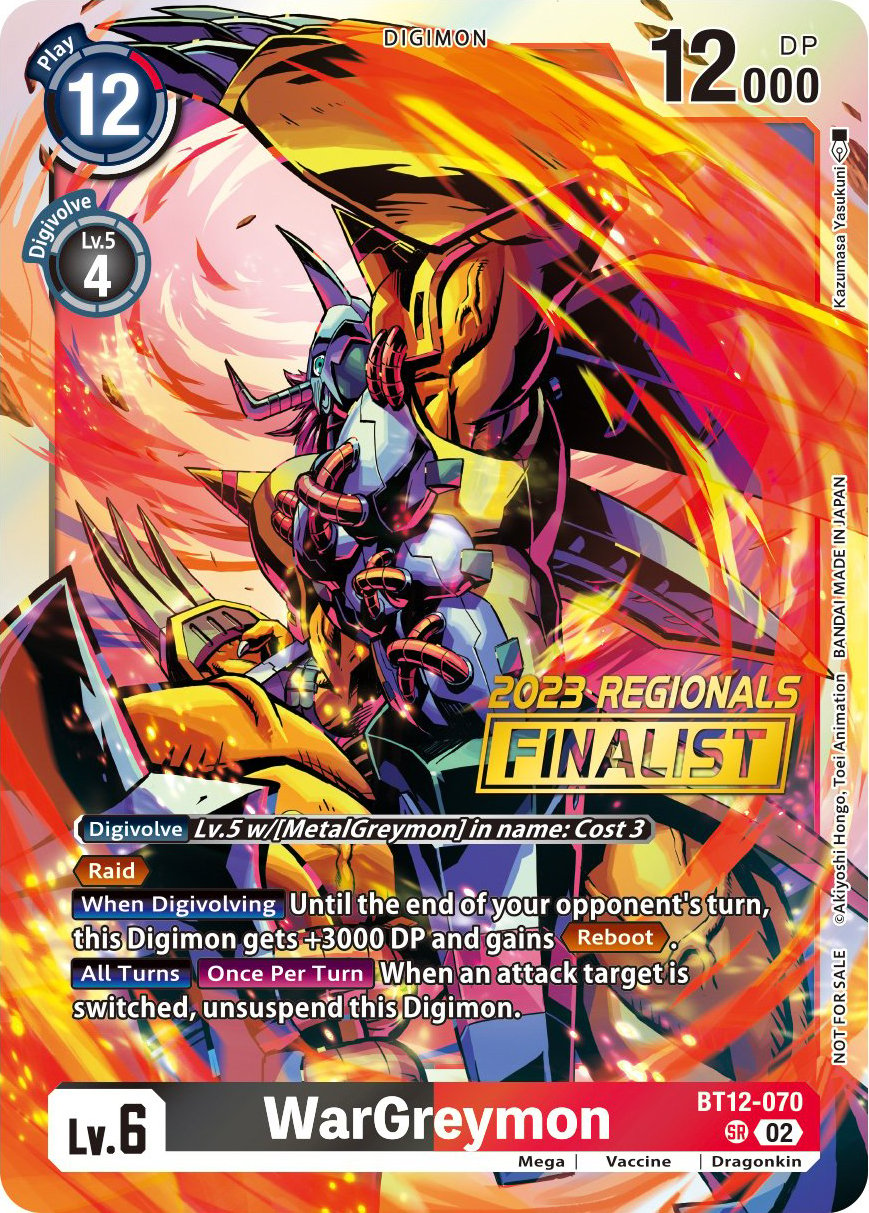 DIGIMON
Play
12
12000
DP
Digivolve
Lv.5
4
Kazumasa Yasukuni
2023 REGIONALS
FINALIST
Digivolve Lv.5 w/[MetalGreymon] in name: Cost 3
Raid
When Digivolving Until the end of your opponent's turn,
this Digimon gets +3000 DP and gains Reboot.
All Turns Once Per Turn When an attack target is
switched, unsuspend this Digimon.
©Akiyoshi Hongo, Toei Animation BANDAI MADE IN JAPAN
NOT FOR SALE
Lv.6
WarGreymon
BT12-070
SR 02
Mega | Vaccine | Dragonkin